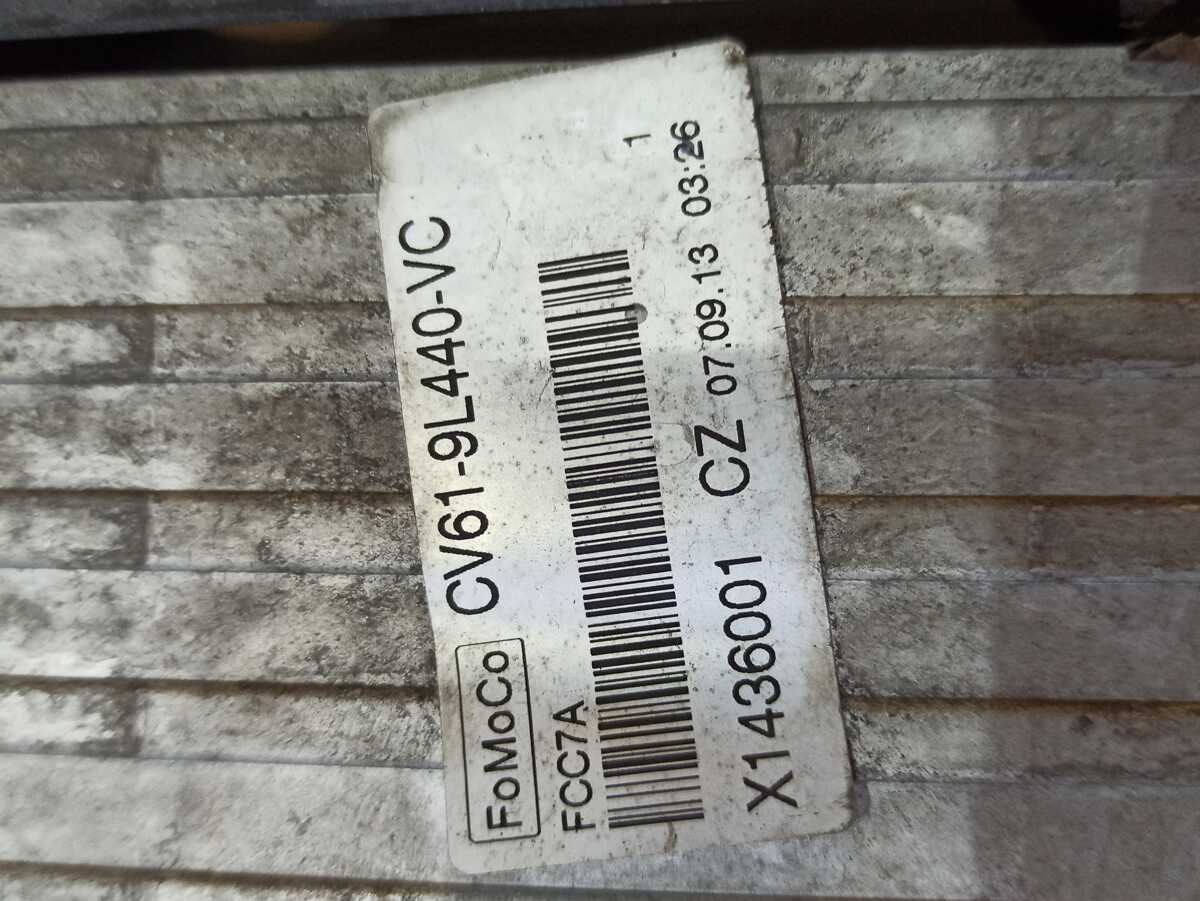 FoMoCo CV61-9L440-VC
FCC7A
1
X1436001 CZ 07.09.13 03:26